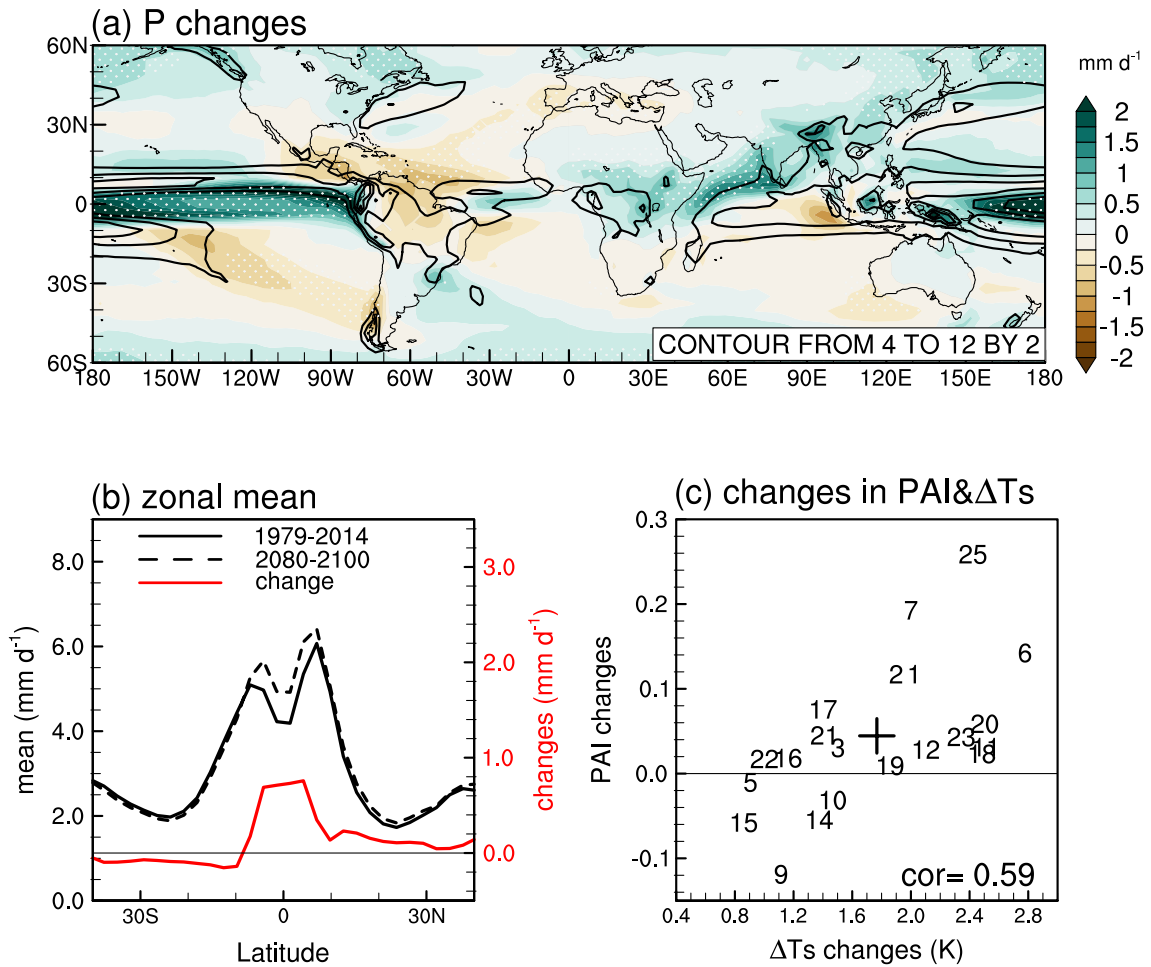 (a) P changes
60N
30N
0
30S
60S
180 150W 120W 90W 60W 30W 0 30E 60E 90E 120E 150E 180
CONTOUR FROM 4 TO 12 BY 2
mm d-1
2
1.5
1
0.5
0
-0.5
-1
-1.5
-2
(b) zonal mean
1979-2014
2080-2100
change
8.0
6.0
4.0
2.0
0.0
mean (mm d-1)
3.0
2.0
1.0
0.0
changes (mm d-1)
30S 0 30N
Latitude
(c) changes in PAI&ΔTs
0.3
0.2
0.1
0.0
-0.1
PAI changes
25
7
6
21
17
20
21
23
3
12
11
18
22
16
19
5
30
15
14
9
cor= 0.59
0.4 0.8 1.2 1.6 2.0 2.4 2.8
ΔTs changes (K)